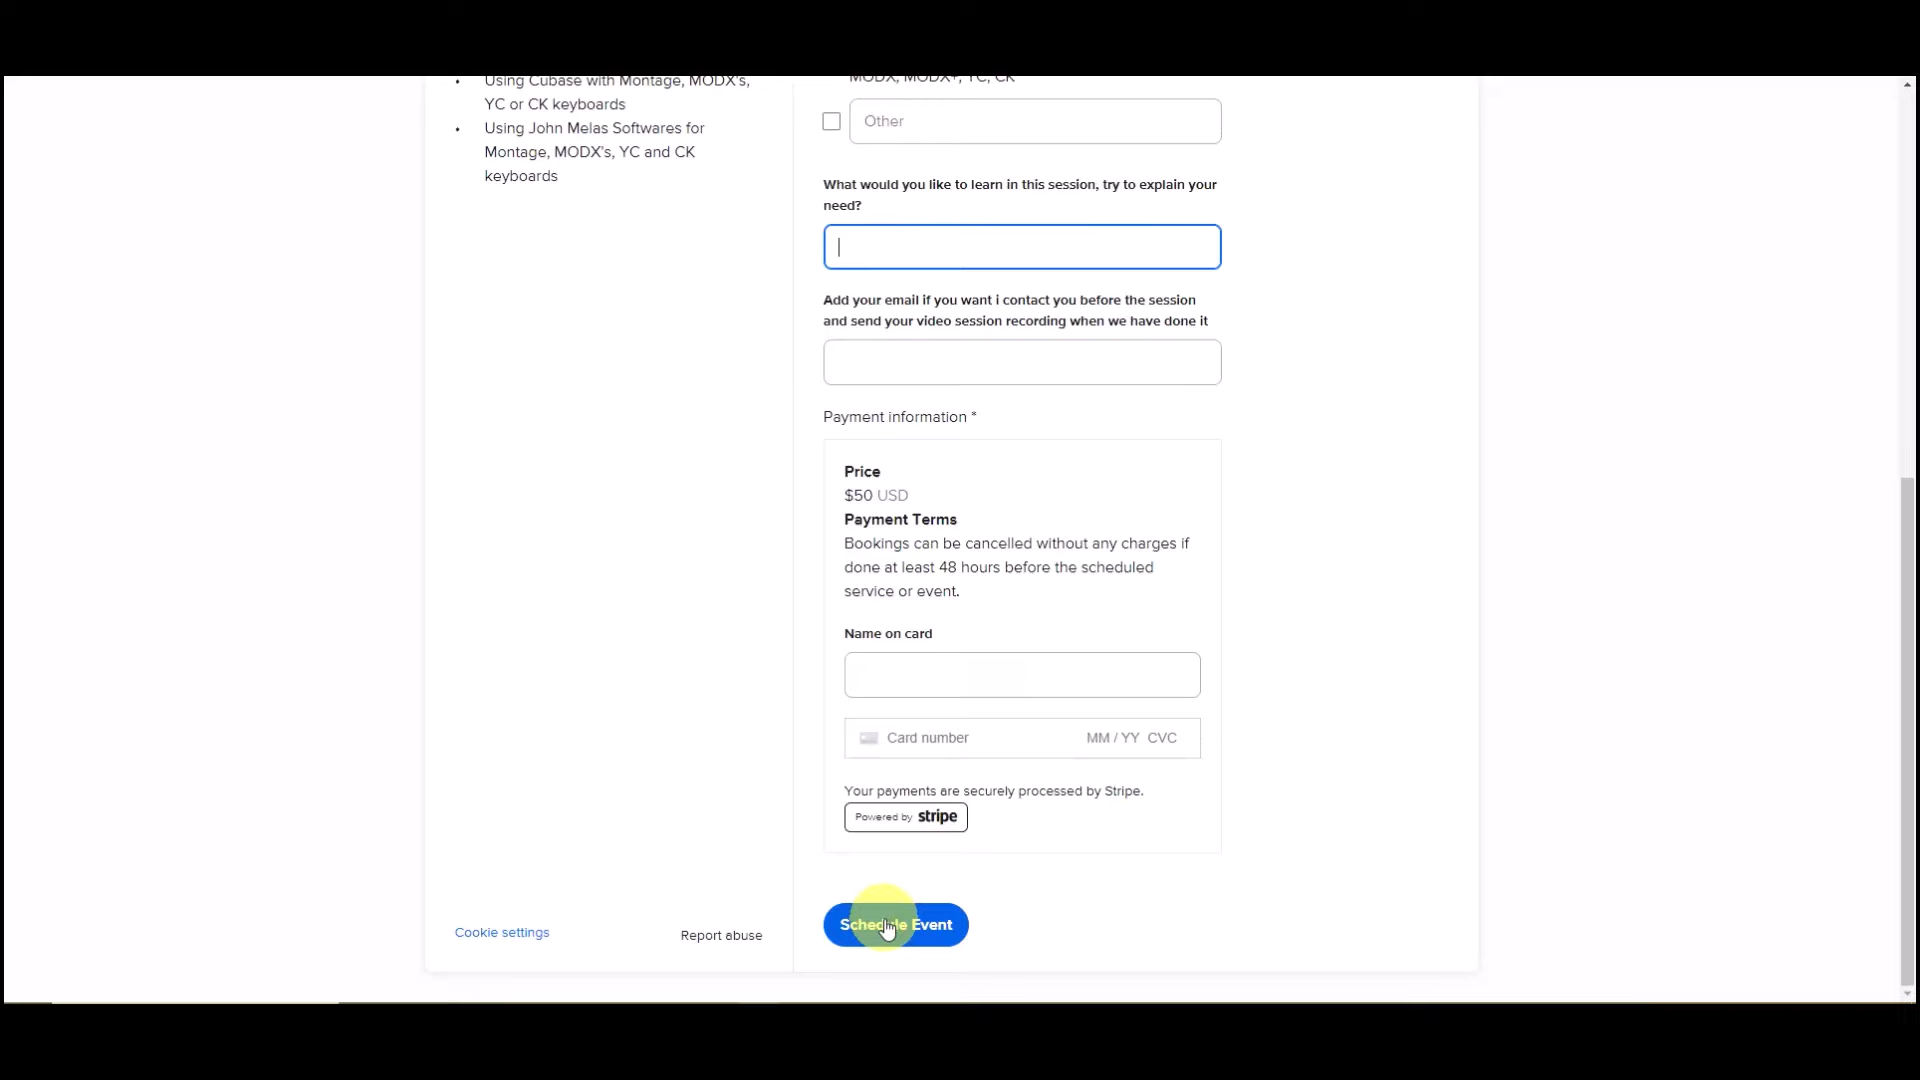 Using Cubase with Montage, MODX's,
YC or CK keyboards
Using John Melas Softwares for
Montage, MODX's, YC and CK
keyboards
Cookie settings
Report abuse
MODX, MODX+, YC, CK
Other
What would you like to learn in this session, try to explain your
need?
Add your email if you want i contact you before the session
and send your video session recording when we have done it
Payment information *
Price
$50 USD
Payment Terms
Bookings can be cancelled without any charges if
done at least 48 hours before the scheduled
service or event.
Name on card
Card number MM / YY CVC
Your payments are securely processed by Stripe.
Powered by stripe
Schedule Event